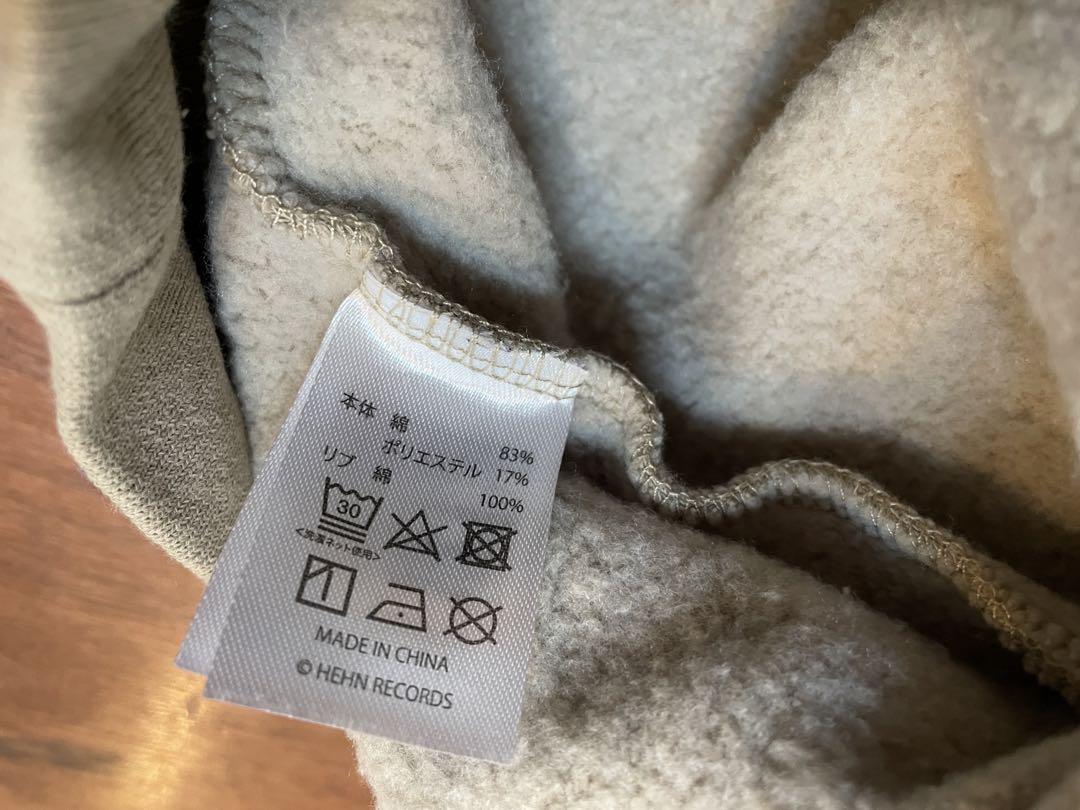 本体 綿 83%
ポリエステル 17%
リブ 綿 100%
30
<洗濯ネット使用>
MADE IN CHINA
© HEHN RECORDS